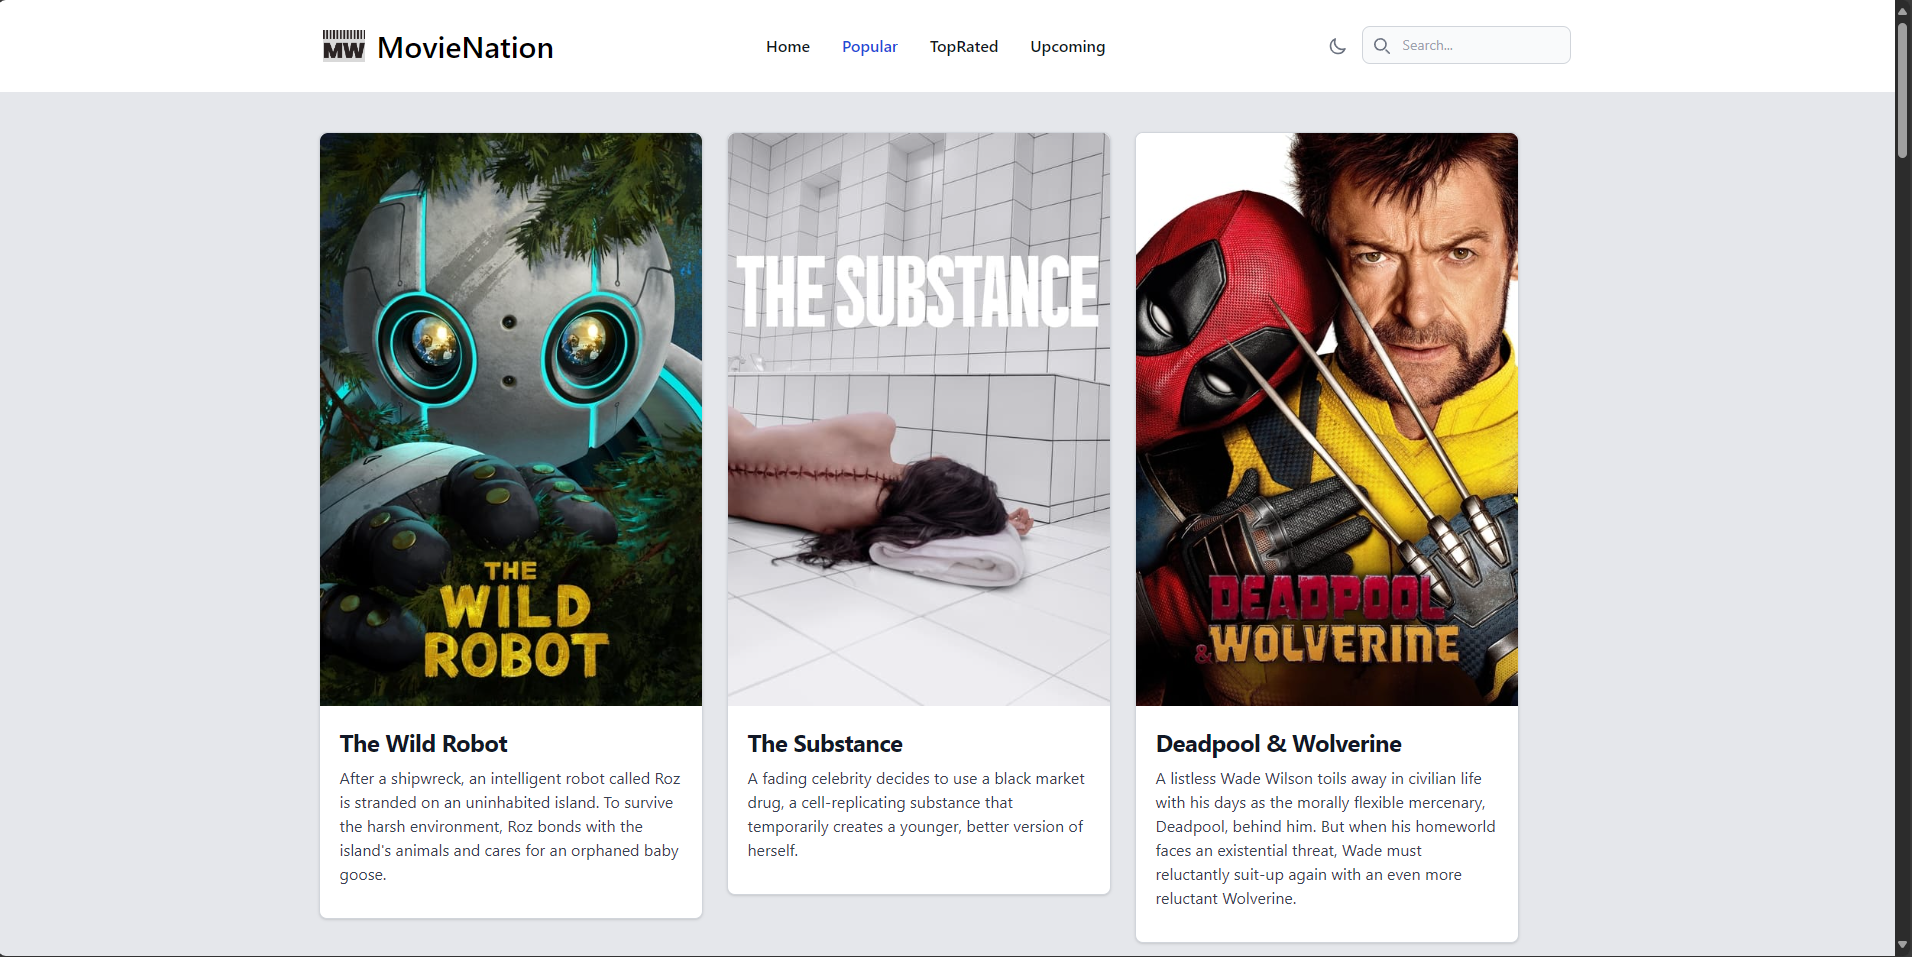 MW MovieNation
Home Popular TopRated Upcoming
Search...
THE
WILD
ROBOT
THE SUBSTANCE
DEADPOOL
& WOLVERINE
The Wild Robot
After a shipwreck, an intelligent robot called Roz
is stranded on an uninhabited island. To survive
the harsh environment, Roz bonds with the
island's animals and cares for an orphaned baby
goose.
The Substance
A fading celebrity decides to use a black market
drug, a cell-replicating substance that
temporarily creates a younger, better version of
herself.
Deadpool & Wolverine
A listless Wade Wilson toils away in civilian life
with his days as the morally flexible mercenary,
Deadpool, behind him. But when his homeworld
faces an existential threat, Wade must
reluctantly suit-up again with an even more
reluctant Wolverine.